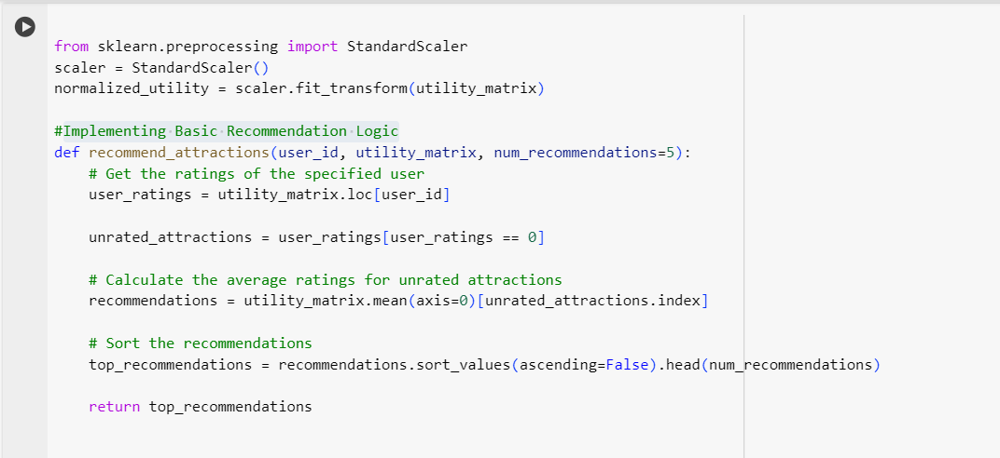 from sklearn.preprocessing import StandardScaler
scaler = StandardScaler()
normalized_utility = scaler.fit_transform(utility_matrix)
#Implementing Basic Recommendation Logic
def recommend_attractions(user_id, utility_matrix, num_recommendations=5):
    # Get the ratings of the specified user
    user_ratings = utility_matrix.loc[user_id]
    unrated_attractions = user_ratings[user_ratings == 0]
    # Calculate the average ratings for unrated attractions
    recommendations = utility_matrix.mean(axis=0)[unrated_attractions.index]
    # Sort the recommendations
    top_recommendations = recommendations.sort_values(ascending=False).head(num_recommendations)
    return top_recommendations